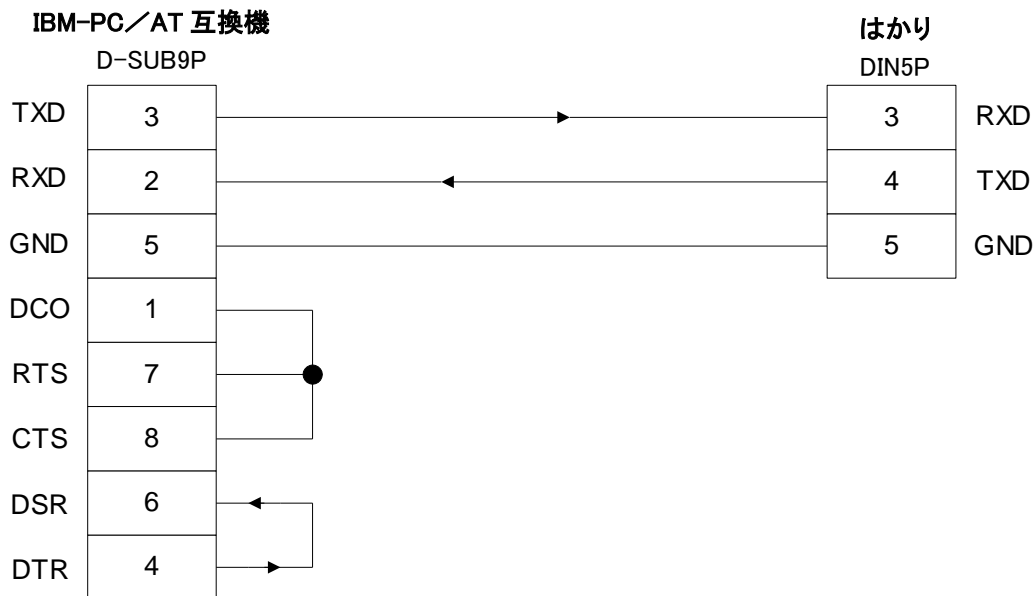 IBM-PC／AT 互換機
はかり
D-SUB9P
DIN5P
TXD 3 3 RXD
RXD 2 4 TXD
GND 5 5 GND
DCO 1
RTS 7
CTS 8
DSR 6
DTR 4